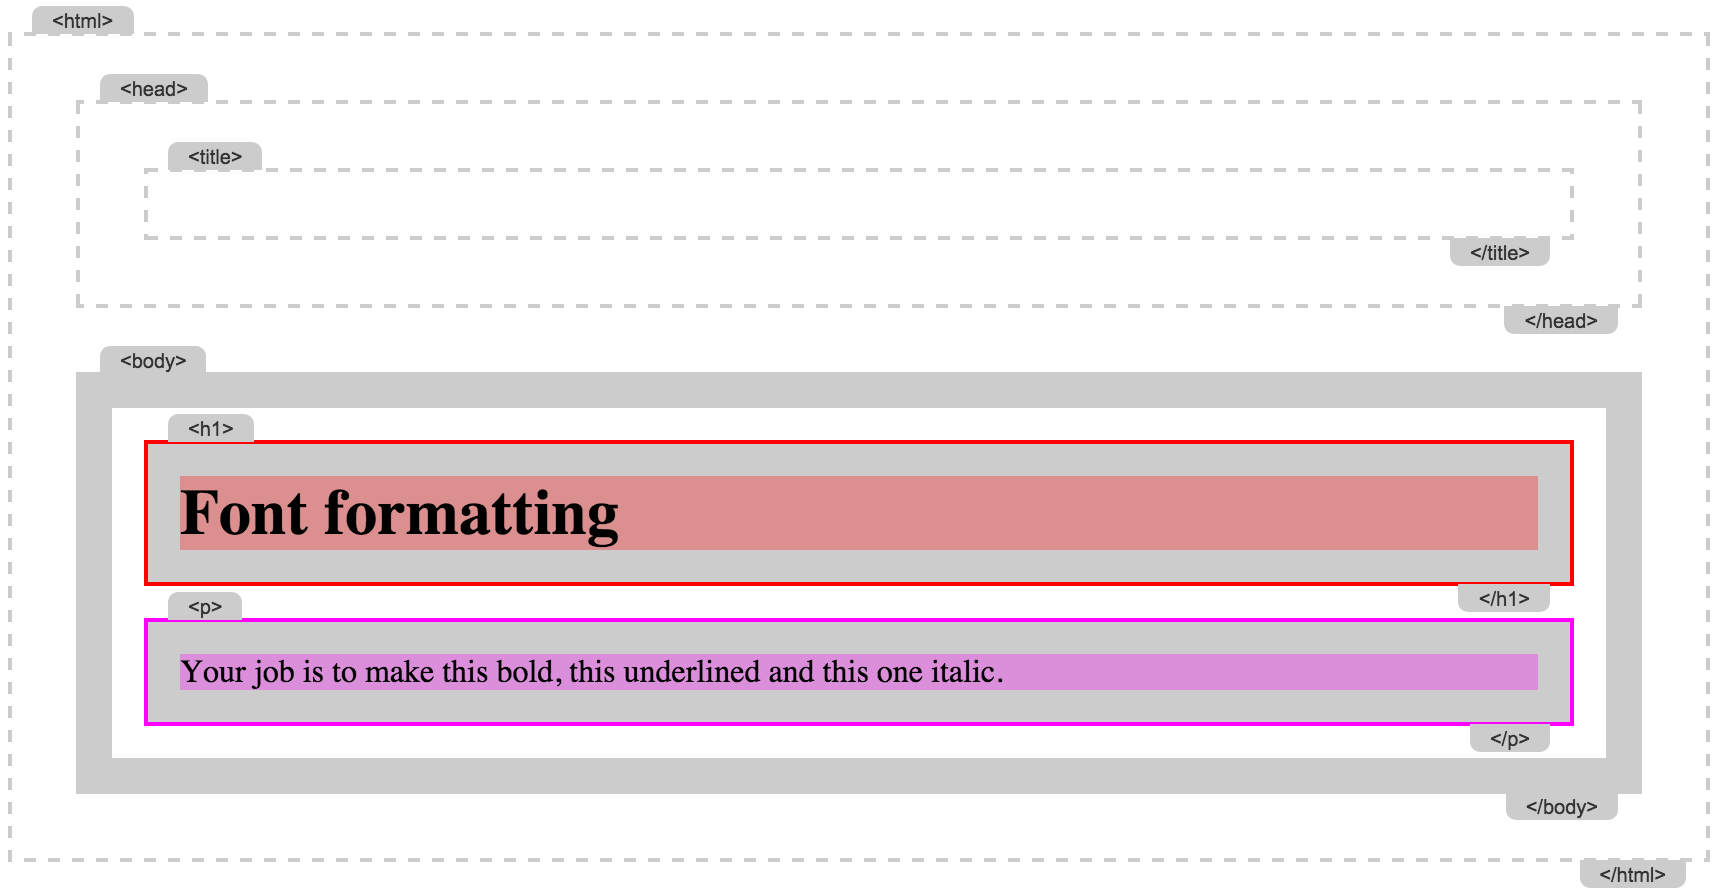 <html>
<head>
<title>
</title>
</head>
<body>
<h1>
Font formatting
</h1>
<p>
Your job is to make this bold, this underlined and this one italic.
</p>
</body>
</html>